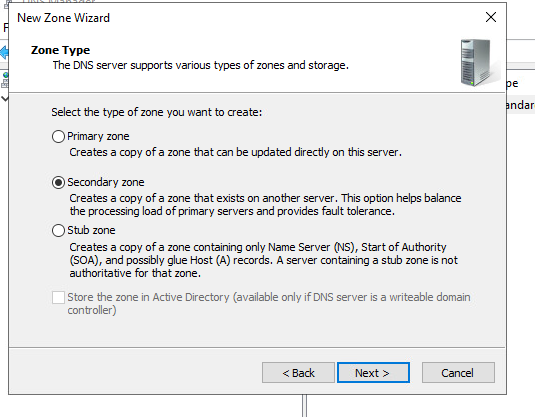 DNS Manager
New Zone Wizard
Zone Type
The DNS server supports various types of zones and storage.
Select the type of zone you want to create:
Primary zone
Creates a copy of a zone that can be updated directly on this server.
Secondary zone
Creates a copy of a zone that exists on another server. This option helps balance
the processing load of primary servers and provides fault tolerance.
Stub zone
Creates a copy of a zone containing only Name Server (NS), Start of Authority
(SOA), and possibly glue Host (A) records. A server containing a stub zone is not
authoritative for that zone.
Store the zone in Active Directory (available only if DNS server is a writeable domain
controller)
< Back
Next >
Cancel